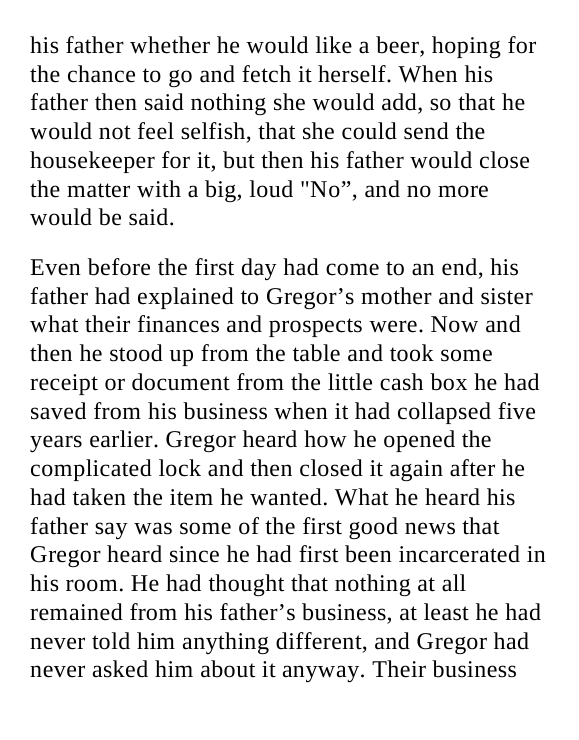 his father whether he would like a beer, hoping for
the chance to go and fetch it herself. When his
father then said nothing she would add, so that he
would not feel selfish, that she could send the
housekeeper for it, but then his father would close
the matter with a big, loud "No”, and no more
would be said.
Even before the first day had come to an end, his
father had explained to Gregor’s mother and sister
what their finances and prospects were. Now and
then he stood up from the table and took some
receipt or document from the little cash box he had
saved from his business when it had collapsed five
years earlier. Gregor heard how he opened the
complicated lock and then closed it again after he
had taken the item he wanted. What he heard his
father say was some of the first good news that
Gregor heard since he had first been incarcerated in
his room. He had thought that nothing at all
remained from his father’s business, at least he had
never told him anything different, and Gregor had
never asked him about it anyway. Their business